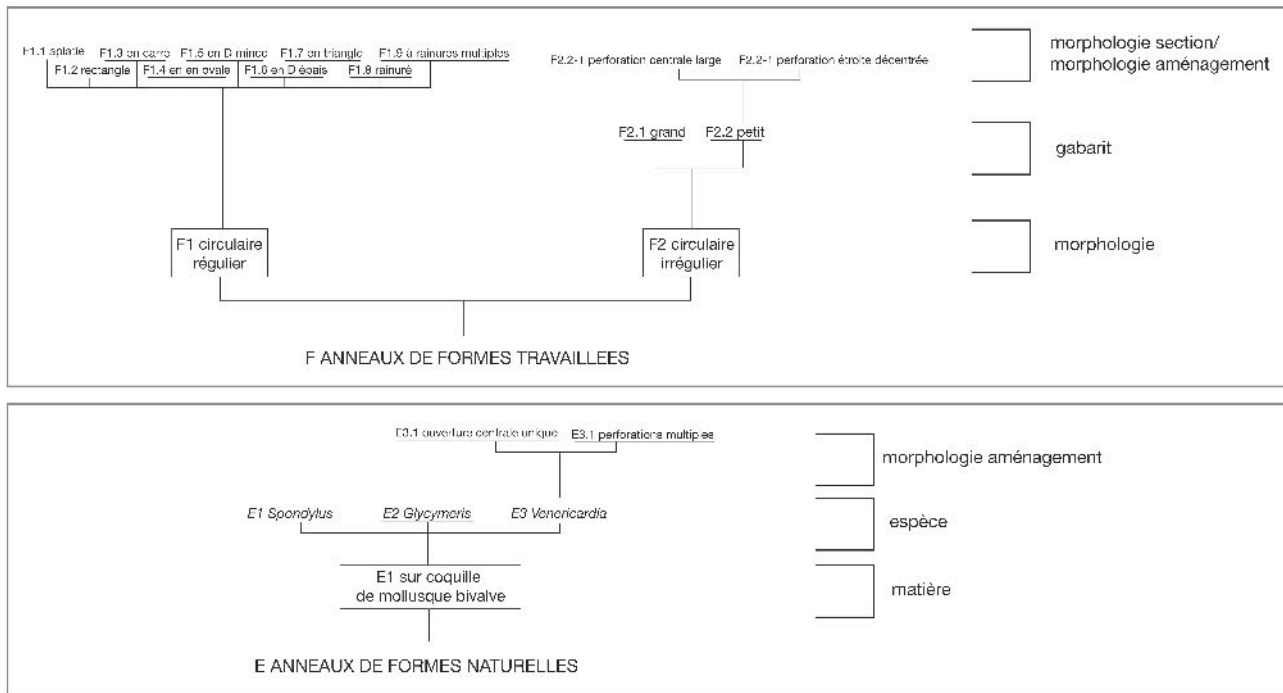 F1.1 aplatie F1.3 en carré F1.5 en D mince F1.7 en triangle F1.9 à rainures multiples
F1.2 rectangle F1.4 en en ovale F1.6 en D épais F1.8 rainuré
F2.2-1 perforation centrale large F2.2-1 perforation étroite décentrée
morphologie section/
morphologie aménagement
F2.1 grand F2.2 petit
gabarit
F1 circulaire
régulier
F2 circulaire
irrégulier
morphologie
F ANNEAUX DE FORMES TRAVAILLEES
E3.1 ouverture centrale unique E3.1 perforations multiples
morphologie aménagement
E1 Spondylus E2 Glycymeris E3 Venericardia
espèce
E1 sur coquille
de mollusque bivalve
matière
E ANNEAUX DE FORMES NATURELLES